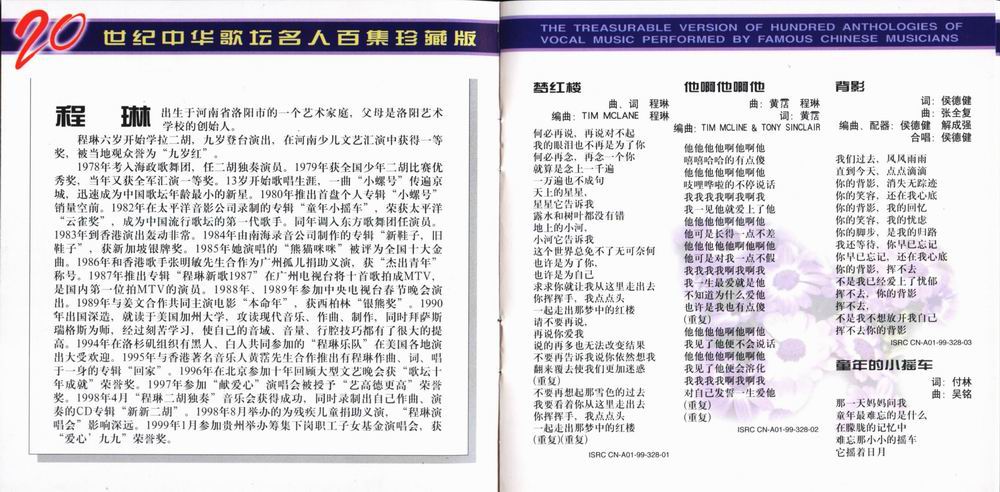 20世纪中华歌坛名人百集珍藏版
程 琳 出生于河南省洛阳市的一个艺术家庭，父母是洛阳艺术
学校的创始人。
程琳六岁开始学拉二胡，九岁登台演出，在河南少儿文艺汇演中获得一等
奖，被当地观众誉为“九岁红”。
1978年考入海政歌舞团，任二胡独奏演员。1979年获全国少年二胡比赛优
秀奖，当年又获全军汇演一等奖。13岁开始歌唱生涯，一曲“小螺号”传遍京
城，迅速成为中国歌坛年龄最小的新星。1980年推出首盘个人专辑“小螺号”
销量空前。1982年在太平洋音影公司录制的专辑“童年小摇车”，荣获太平洋
“云雀奖”，成为中国流行歌坛的第一代歌手。同年调入东方歌舞团任演员。
1983年到香港演出轰动非常。1984年由南海录音公司制作的专辑“新鞋子、旧
鞋子”，获新加坡银牌奖。1985年她演唱的“熊猫咪咪”被评为全国十大金
曲。1986年和香港歌手张明敏先生合作为广州孤儿捐助义演，获“杰出青年”
称号。1987年推出专辑“程琳新歌1987”在广州电视台将十首歌拍成MTV，
是国内第一位拍MTV的演员。1988年、1989年参加中央电视台春节晚会演
出。1989年与姜文合作共同主演电影“本命年”，获西柏林“银熊奖”。1990
年出国深造，就读于美国加州大学，攻读现代音乐、作曲、制作，同时拜萨斯
瑞格斯为师，经过刻苦学习，使自己的音域、音量、行腔技巧都有了很大的提
高。1994年在洛杉矶组织有黑人、白人共同参加的“程琳乐队”在美国各地演
出大受欢迎。1995年与香港著名音乐人黄霑先生合作推出有程琳作曲、词、唱
于一身的专辑“回家”。1996年在北京参加十年回顾大型文艺晚会获“歌坛十
年成就”荣誉奖。1997年参加“献爱心”演唱会被授予“艺高德更高”荣誉
奖。1998年4月“程琳二胡独奏”音乐会获得成功，同时录制出自己作曲、演
奏的CD专辑“新新二胡”。1998年8月举办的为残疾儿童捐助义演，“程琳演
唱会”影响深远。1999年1月参加贵州举办筹集下岗职工子女基金演唱会，获
“爱心’九九”荣誉奖。
THE TREASURABLE VERSION OF HUNDRED ANTHOLOGIES OF
VOCAL MUSIC PERFORMED BY FAMOUS CHINESE MUSICIANS
梦红楼
曲、词 程琳
编曲：TIM MCLANE 程琳
何必再说，再说对不起
我的眼泪也不再是为了你
何必再念，再念一个你
就算是念上一千遍
一万遍也不成句
天上的星星，
星星它告诉我
露水和树叶都没有错
地上的小河，
小河它告诉我
这个世界总免不了无可奈何
也许是为了你，
也许是为自己
求求你就让我从这里走出去
你挥挥手，我点点头
一起走出那梦中的红楼
请不要再说，
再说你爱我
说的再多也无法改变结果
不要再告诉我说你依然想我
翻来覆去使我们更加迷惑
(重复)
不要再想起那雪色的过去
我要看着你从这里走出去
你挥挥手，我点点头
一起走出那梦中的红楼
(重复)(重复)
ISRC CN-A01-99-328-01
他啊他啊他
曲：黄霑 程琳
词：黄霑
编曲：TIM MCLINE & TONY SINCLAIR
他他他他啊他啊他
嘻嘻哈哈的有点傻
他他他他啊他啊他
吱哩哗啦的不停说话
我我我我啊我啊我
我一见他就爱上了他
他他他他啊他啊他
他可是长得一点不差
他他他他啊他啊他
他可是对我一点不假
我我我我啊我啊我
我一生最爱就是他
不知道为什么爱他
也许是我也有点傻
(重复)
他他他他啊他啊他
我见了他便不会说话
他他他他啊他啊他
我见了他便会溶化
我我我我啊我啊我
对自己发誓一生爱他
(重复)
(重复)
ISRC CN-A01-99-328-02
背影
词：侯德健
曲：张全复
编曲、配器：侯德健 解成强
合唱：侯德健
我们过去，风风雨雨
直到今天，点点滴滴
你的背影，消失无踪迹
你的笑容，还在我心底
你的背影，我的回忆
你的笑容，我的忧虑
你的脚步，是我的归路
我还等待，你早已忘记
你早已忘记，还在我心底
你的背影，挥不去
不是我已经爱上了忧郁
挥不去，你的背影
挥不去，
不是我不想放开我自己
挥不去你的背影
ISRC CN-A01-99-328-03
童年的小摇车
词：付林
曲：吴铭
那一天妈妈问我
童年最难忘的是什么
在朦胧的记忆中
难忘那小小的摇车
它摇着日月